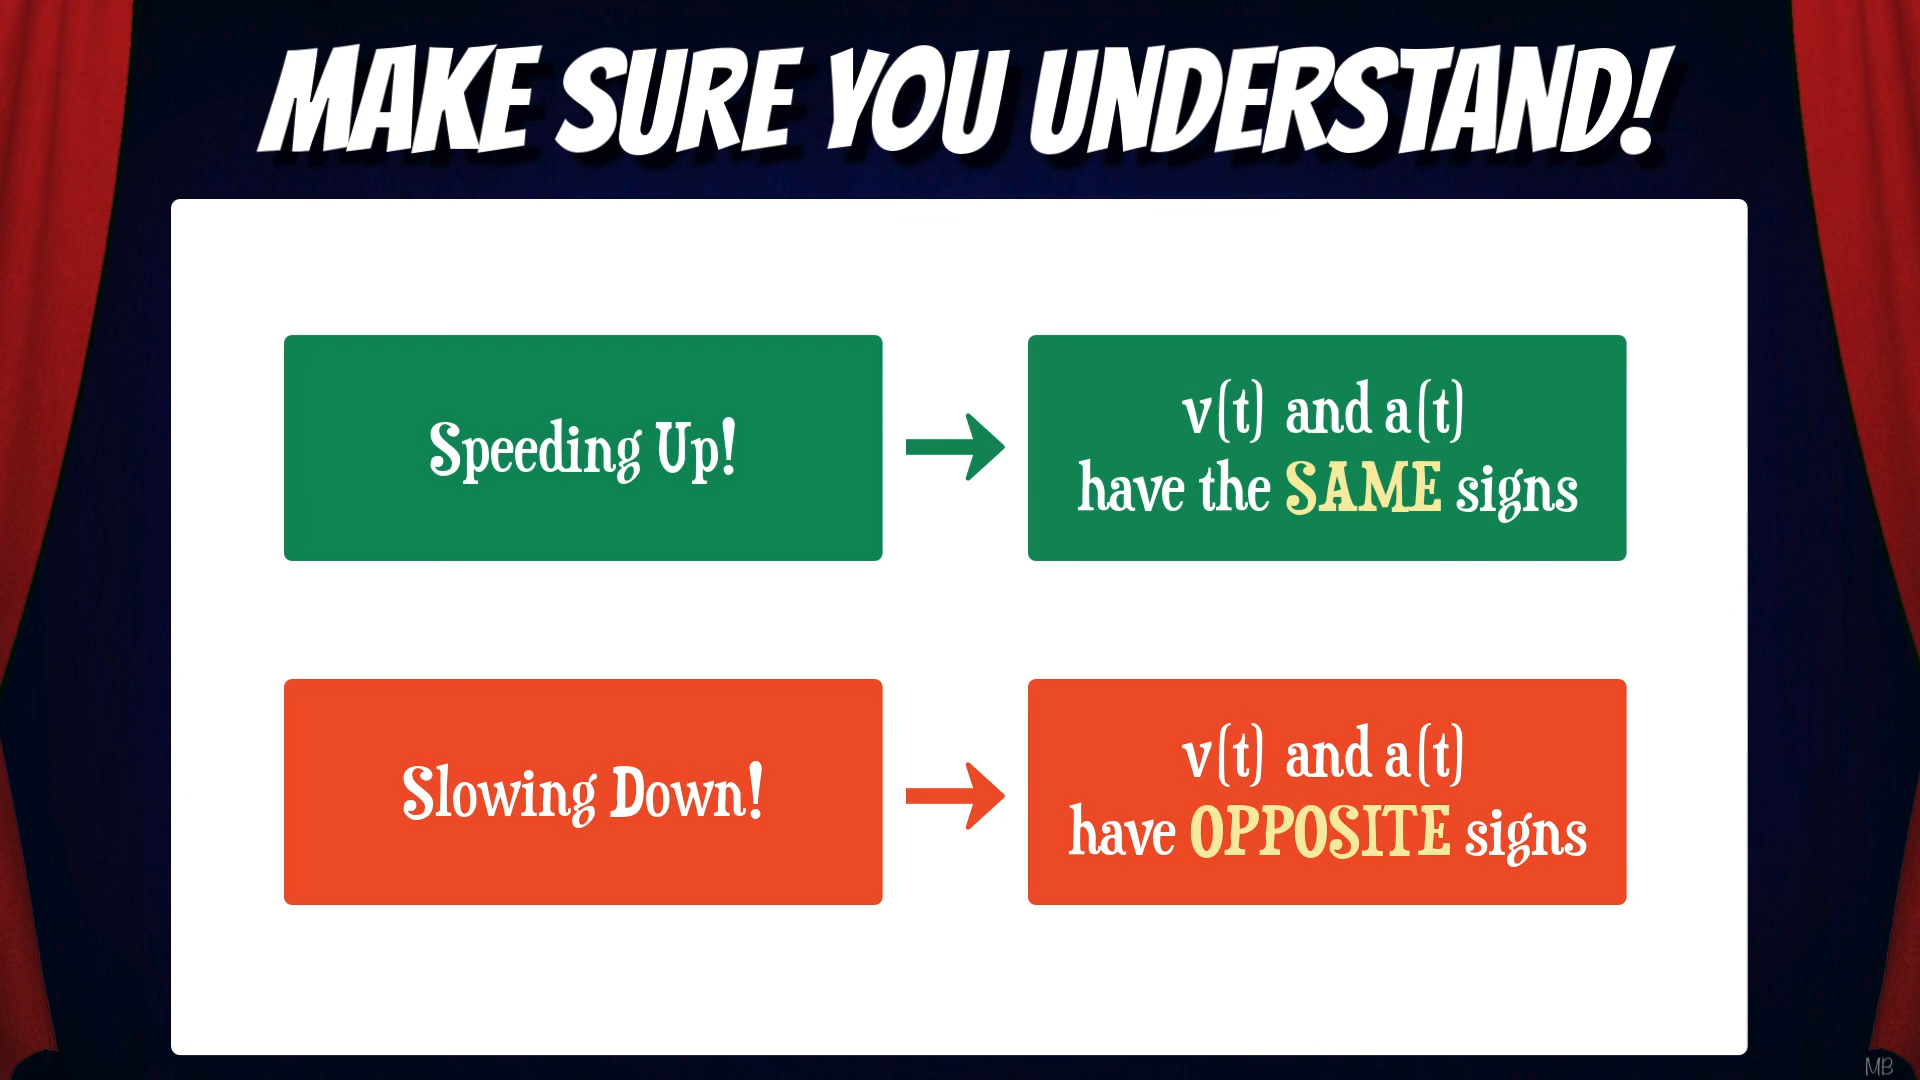 MAKE SURE YOU UNDERSTAND!
Speeding Up!
v(t) and a(t)
have the SAME signs
Slowing Down!
v(t) and a(t)
have OPPOSITE signs
MB